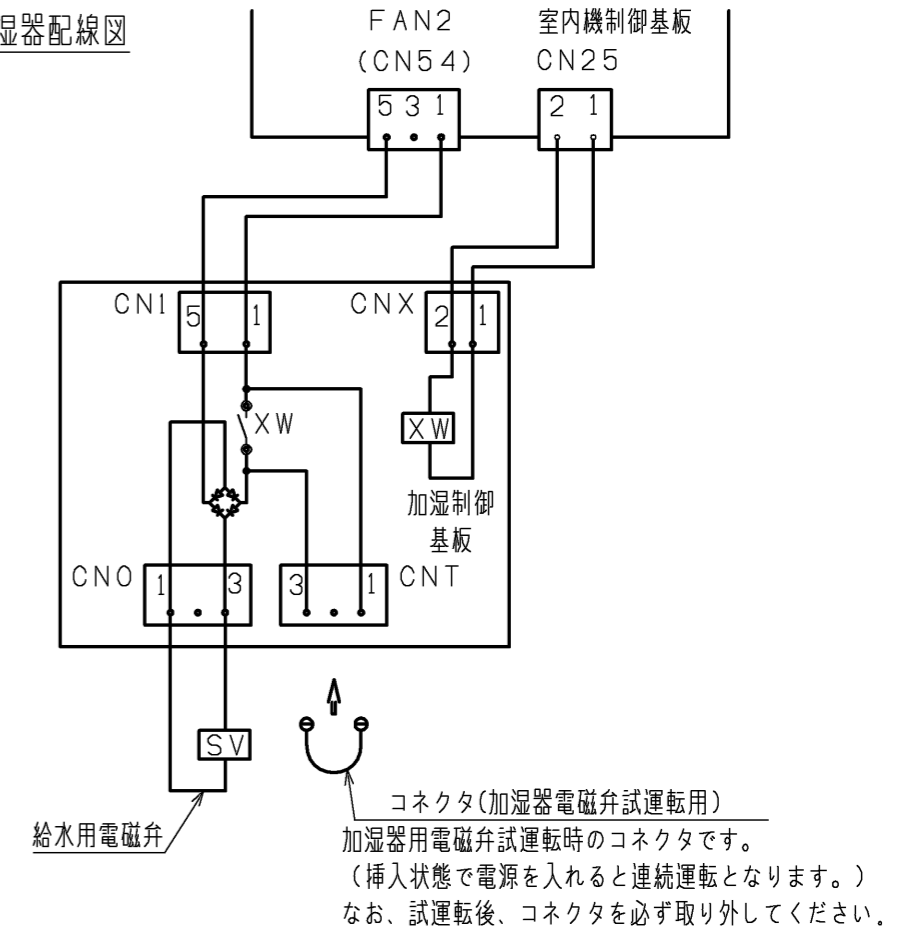 湿器配線図
FAN2
(CN54)
室内機制御基板
CN25
5 3 1
2 1
CN1
5 1
CNX
2 1
XW
XW
加湿制御
基板
CNO
1 3
3 1
CNT
SV
給水用電磁弁
コネクタ(加湿器電磁弁試運転用)
加湿器用電磁弁試運転時のコネクタです。
(挿入状態で電源を入れると連続運転となります。)
なお、試運転後、コネクタを必ず取り外してください。